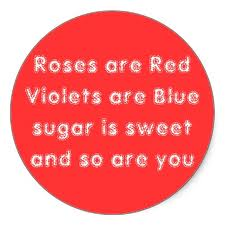 Roses are Red
Violets are Blue
sugar is sweet
and so are you